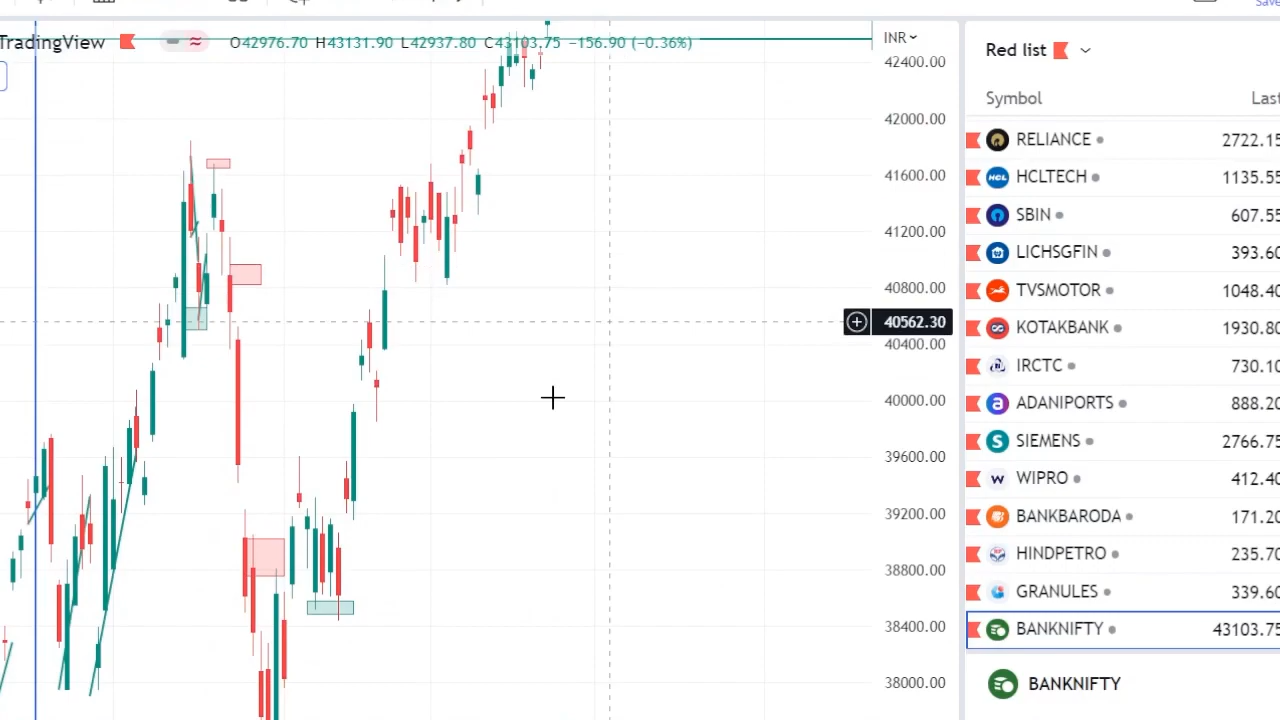 TradingView O42976.70 H43131.90 L42937.80 C43103.75 −156.90 (−0.36%)
INR
42400.00
42000.00
41600.00
41200.00
40800.00
40562.30
40400.00
40000.00
39600.00
39200.00
38800.00
38400.00
38000.00
Save
Red list
Symbol Last
RELIANCE 2722.15
HCLTECH 1135.55
SBIN 607.55
LICHSGFIN 393.60
TVSMOTOR 1048.40
KOTAKBANK 1930.80
IRCTC 730.10
ADANIPORTS 888.20
SIEMENS 2766.75
WIPRO 412.40
BANKBARODA 171.20
HINDPETRO 235.70
GRANULES 339.60
BANKNIFTY 43103.75
BANKNIFTY